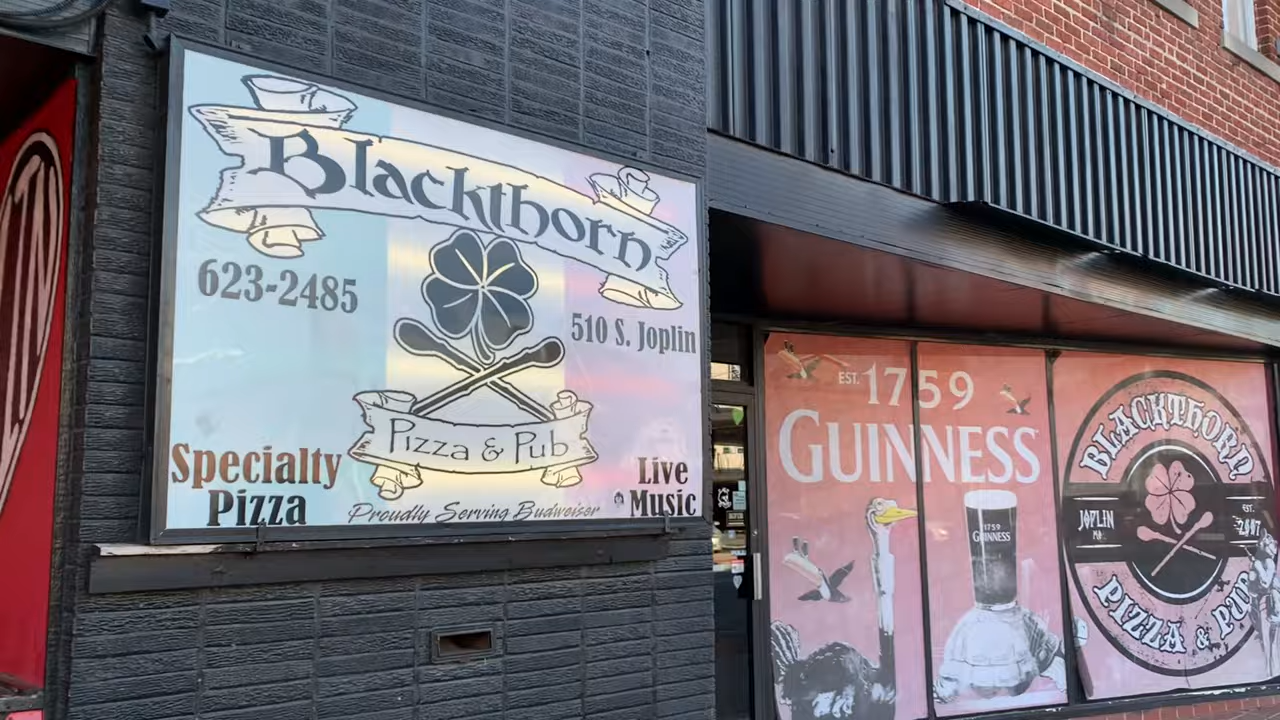 Blackthorn
623-2485
510 S. Joplin
Pizza & Pub
Specialty
Pizza
Live
Music
Proudly Serving Budweiser
EST. 1759
GUINNESS
1759
GUINNESS
BLACKTHORN
JOPLIN
MO
EST.
2007
PIZZA & PUB